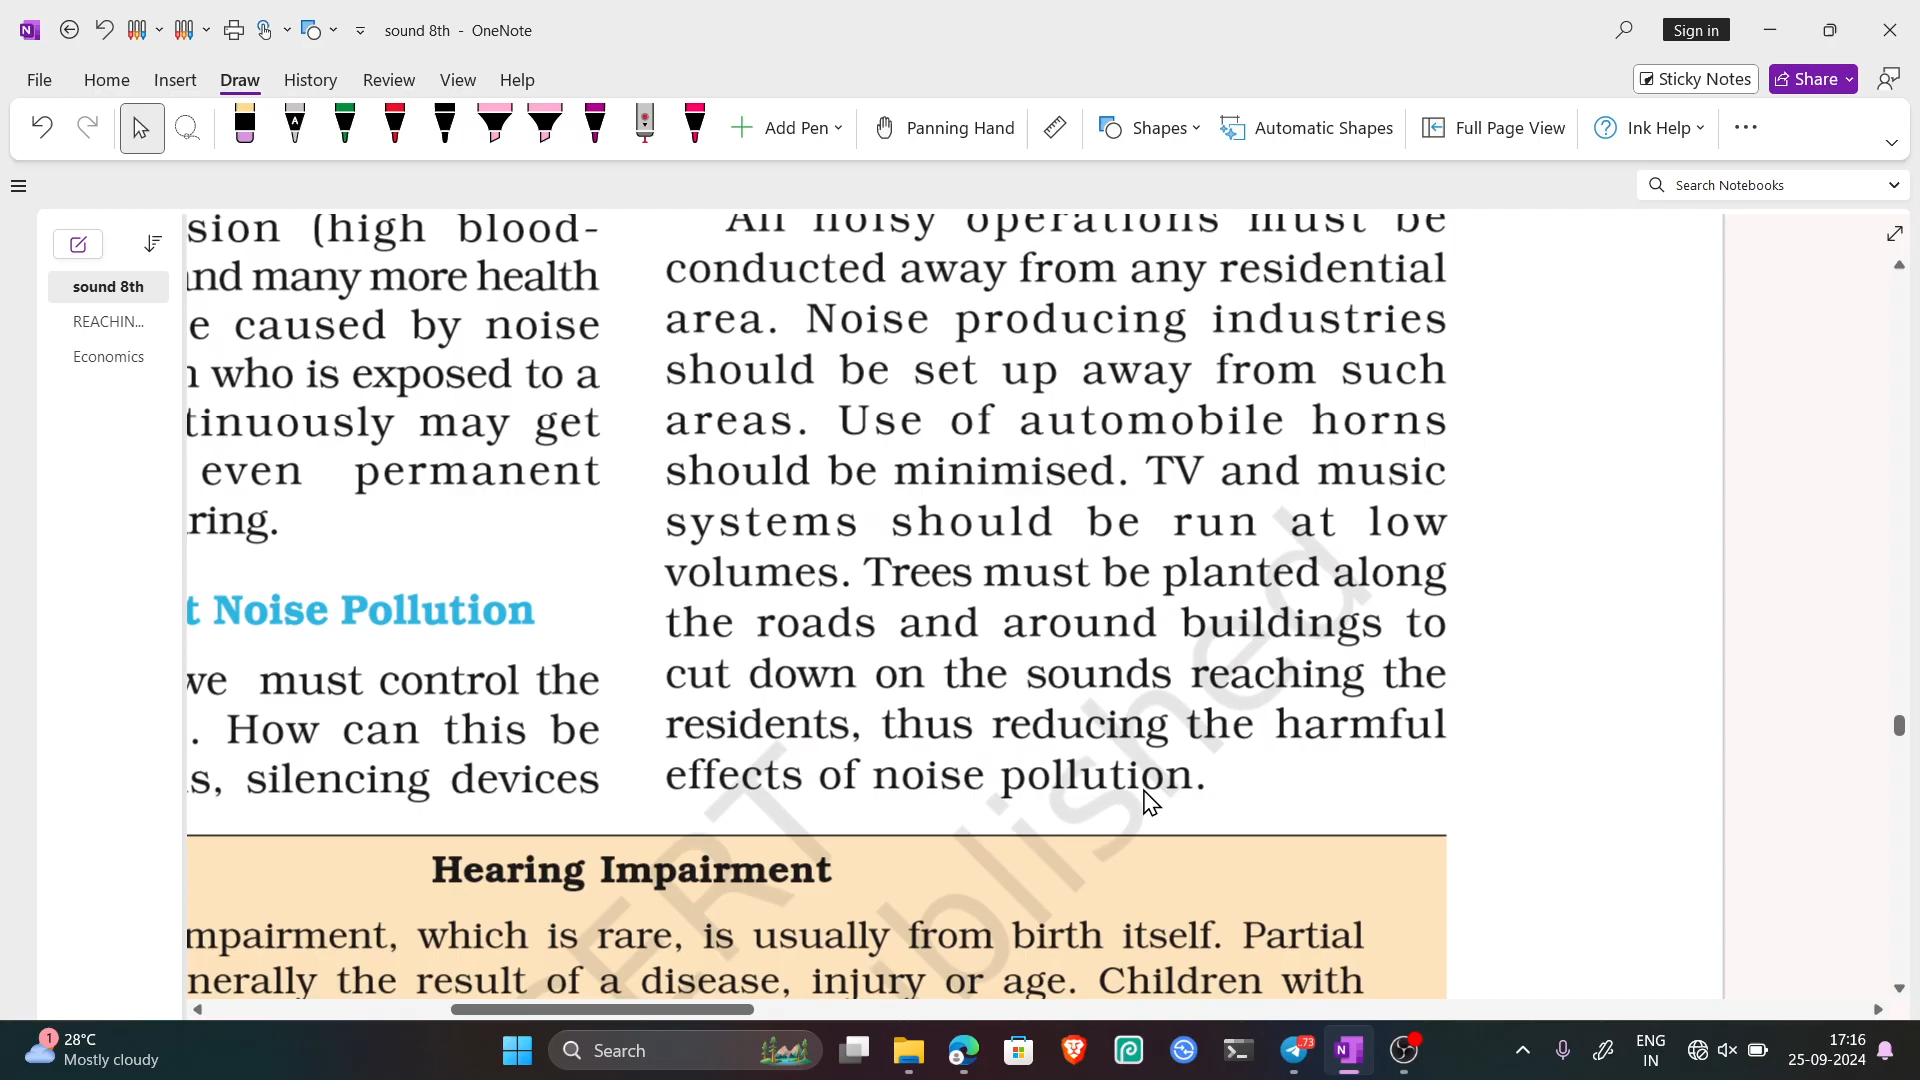 sound 8th - OneNote
Sign in
File Home Insert Draw History Review View Help
Sticky Notes Share
Add Pen Panning Hand Shapes Automatic Shapes Full Page View Ink Help
Search Notebooks
sound 8th
REACHIN...
Economics
sion (high blood-
and many more health
e caused by noise
who is exposed to a
tinuously may get
even permanent
ring.
t Noise Pollution
we must control the
. How can this be
s, silencing devices
All noisy operations must be
conducted away from any residential
area. Noise producing industries
should be set up away from such
areas. Use of automobile horns
should be minimised. TV and music
systems should be run at low
volumes. Trees must be planted along
the roads and around buildings to
cut down on the sounds reaching the
residents, thus reducing the harmful
effects of noise pollution.
Hearing Impairment
mpairment, which is rare, is usually from birth itself. Partial
nerally the result of a disease, injury or age. Children with
1
28°C
Mostly cloudy
Search
73
ENG
IN
17:16
25-09-2024